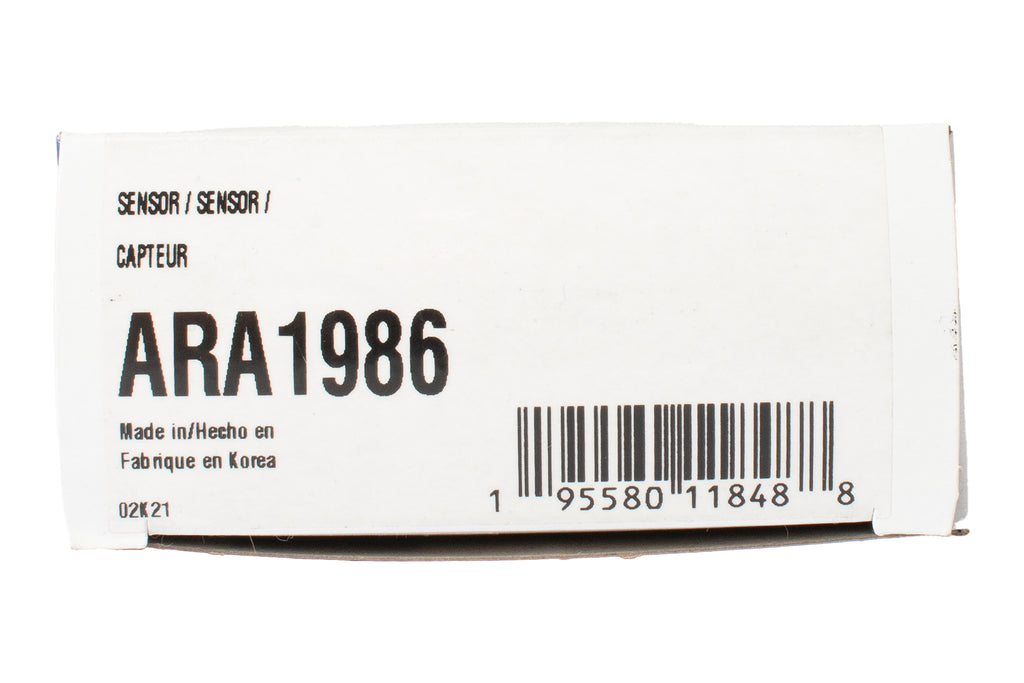 SENSOR / SENSOR /
CAPTEUR
ARA1986
Made in/Hecho en
Fabrique en Korea
02K21
1 95580 11848 8